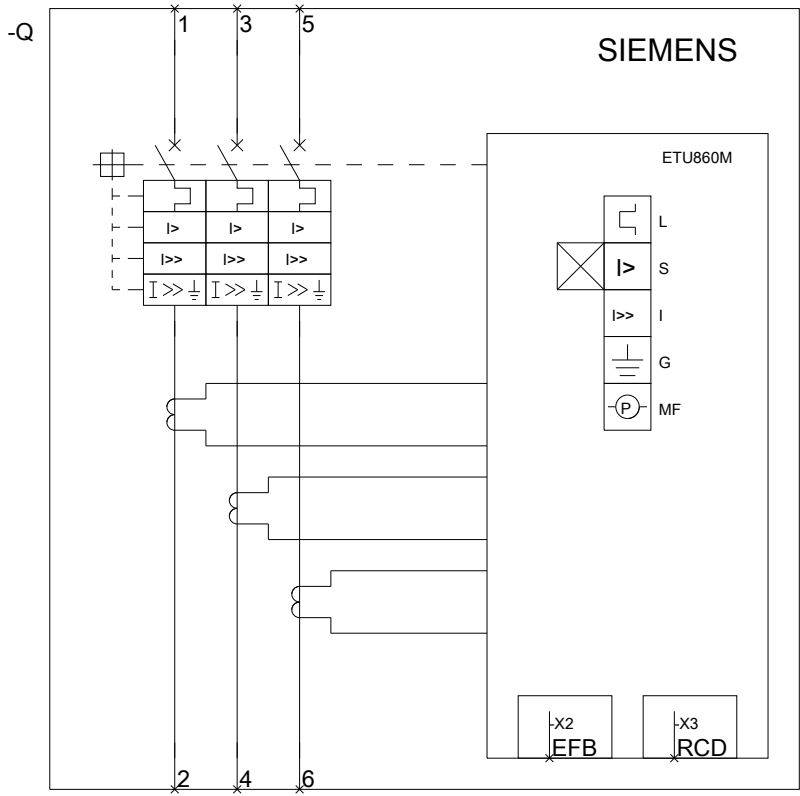 -Q
1 3 5
SIEMENS
ETU860M
L
I> I> I>
I> S
I>> I>> I>>
I >> I >> I >>
I>> I
G
P MF
-X2 -X3
EFB RCD
2 4 6